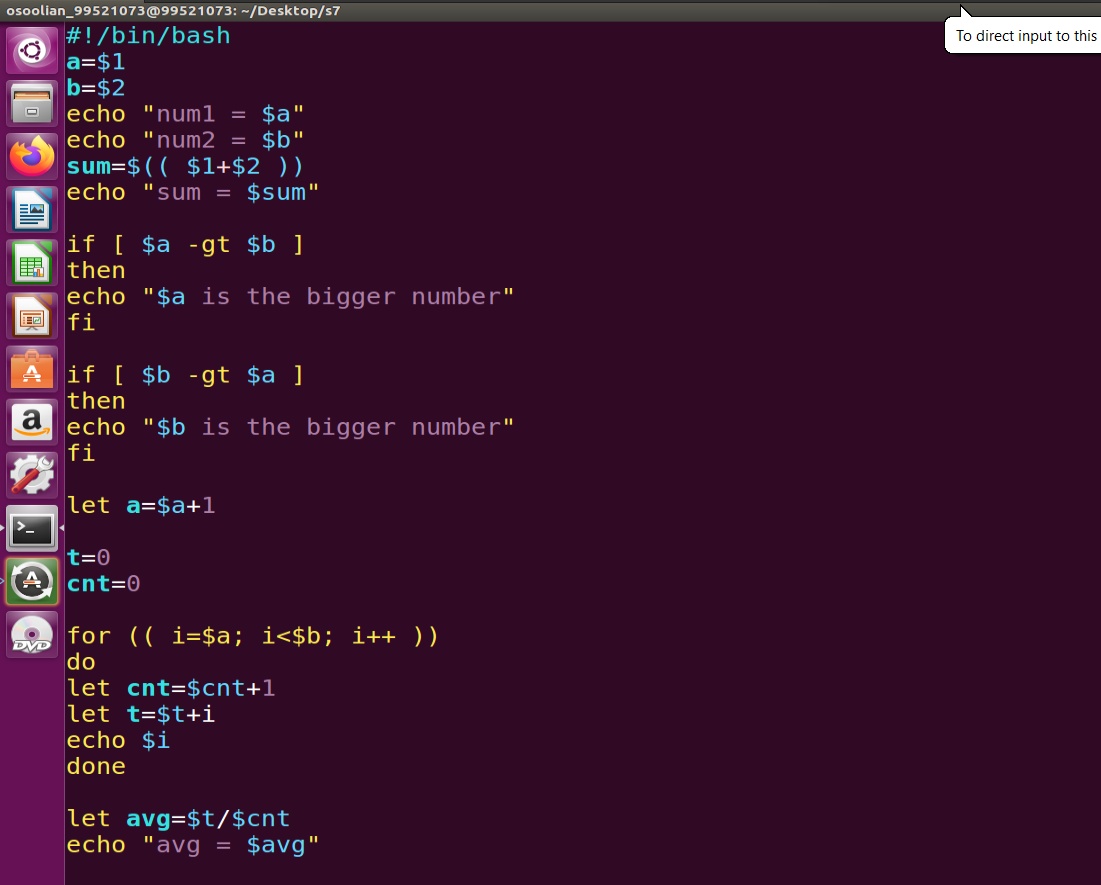 osoolian_99521073@99521073: ~/Desktop/s7
To direct input to this
#!/bin/bash
a=$1
b=$2
echo "num1 = $a"
echo "num2 = $b"
sum=$(( $1+$2 ))
echo "sum = $sum"
if [ $a -gt $b ]
then
echo "$a is the bigger number"
fi
if [ $b -gt $a ]
then
echo "$b is the bigger number"
fi
let a=$a+1
t=0
cnt=0
for (( i=$a; i<$b; i++ ))
do
let cnt=$cnt+1
let t=$t+i
echo $i
done
let avg=$t/$cnt
echo "avg = $avg"
a
>_
DVD